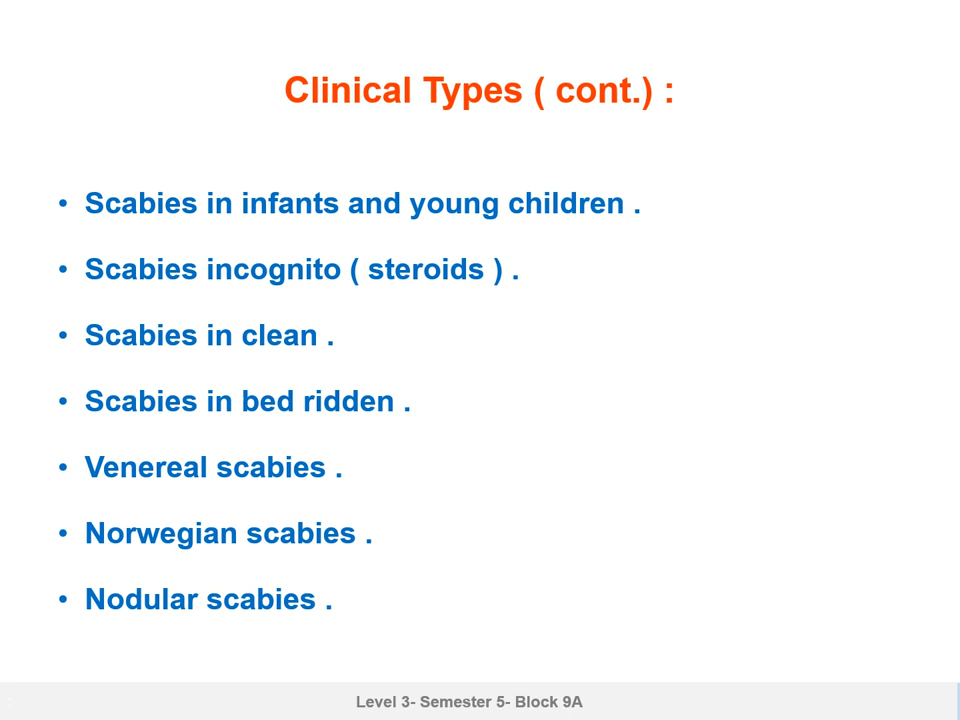 Clinical Types ( cont.) :
• Scabies in infants and young children .
• Scabies incognito ( steroids ) .
• Scabies in clean .
• Scabies in bed ridden .
• Venereal scabies .
• Norwegian scabies .
• Nodular scabies .
Level 3- Semester 5- Block 9A